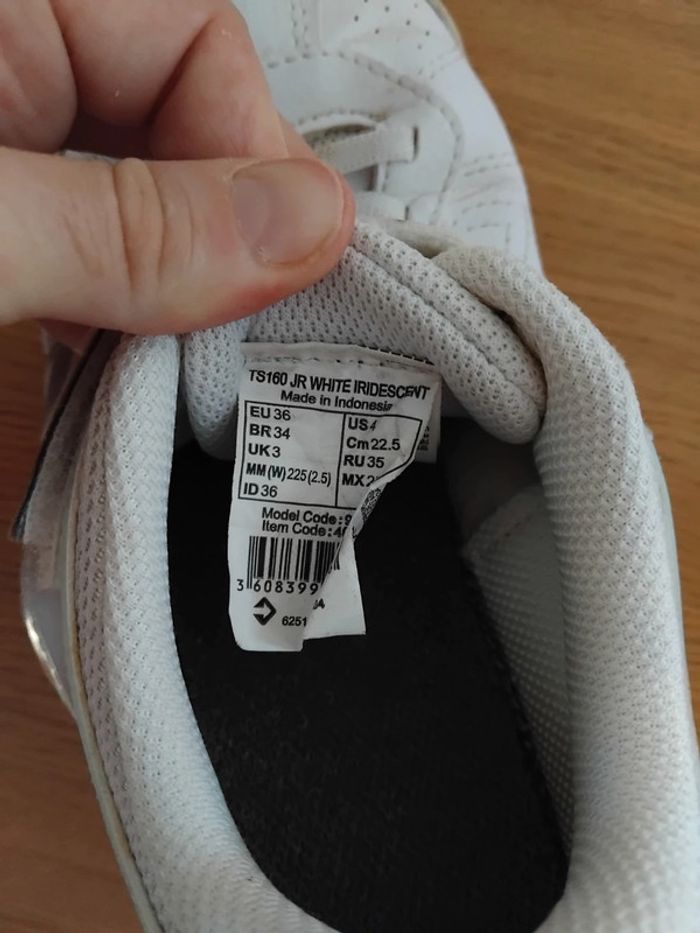 TS160 JR WHITE IRIDESCENT
Made in Indonesia
EU 36
BR 34
UK 3
MM (W) 225 (2.5)
ID 36
US 4
Cm 22.5
RU 35
MX
Model Code:
Item Code:
3 608399
6251